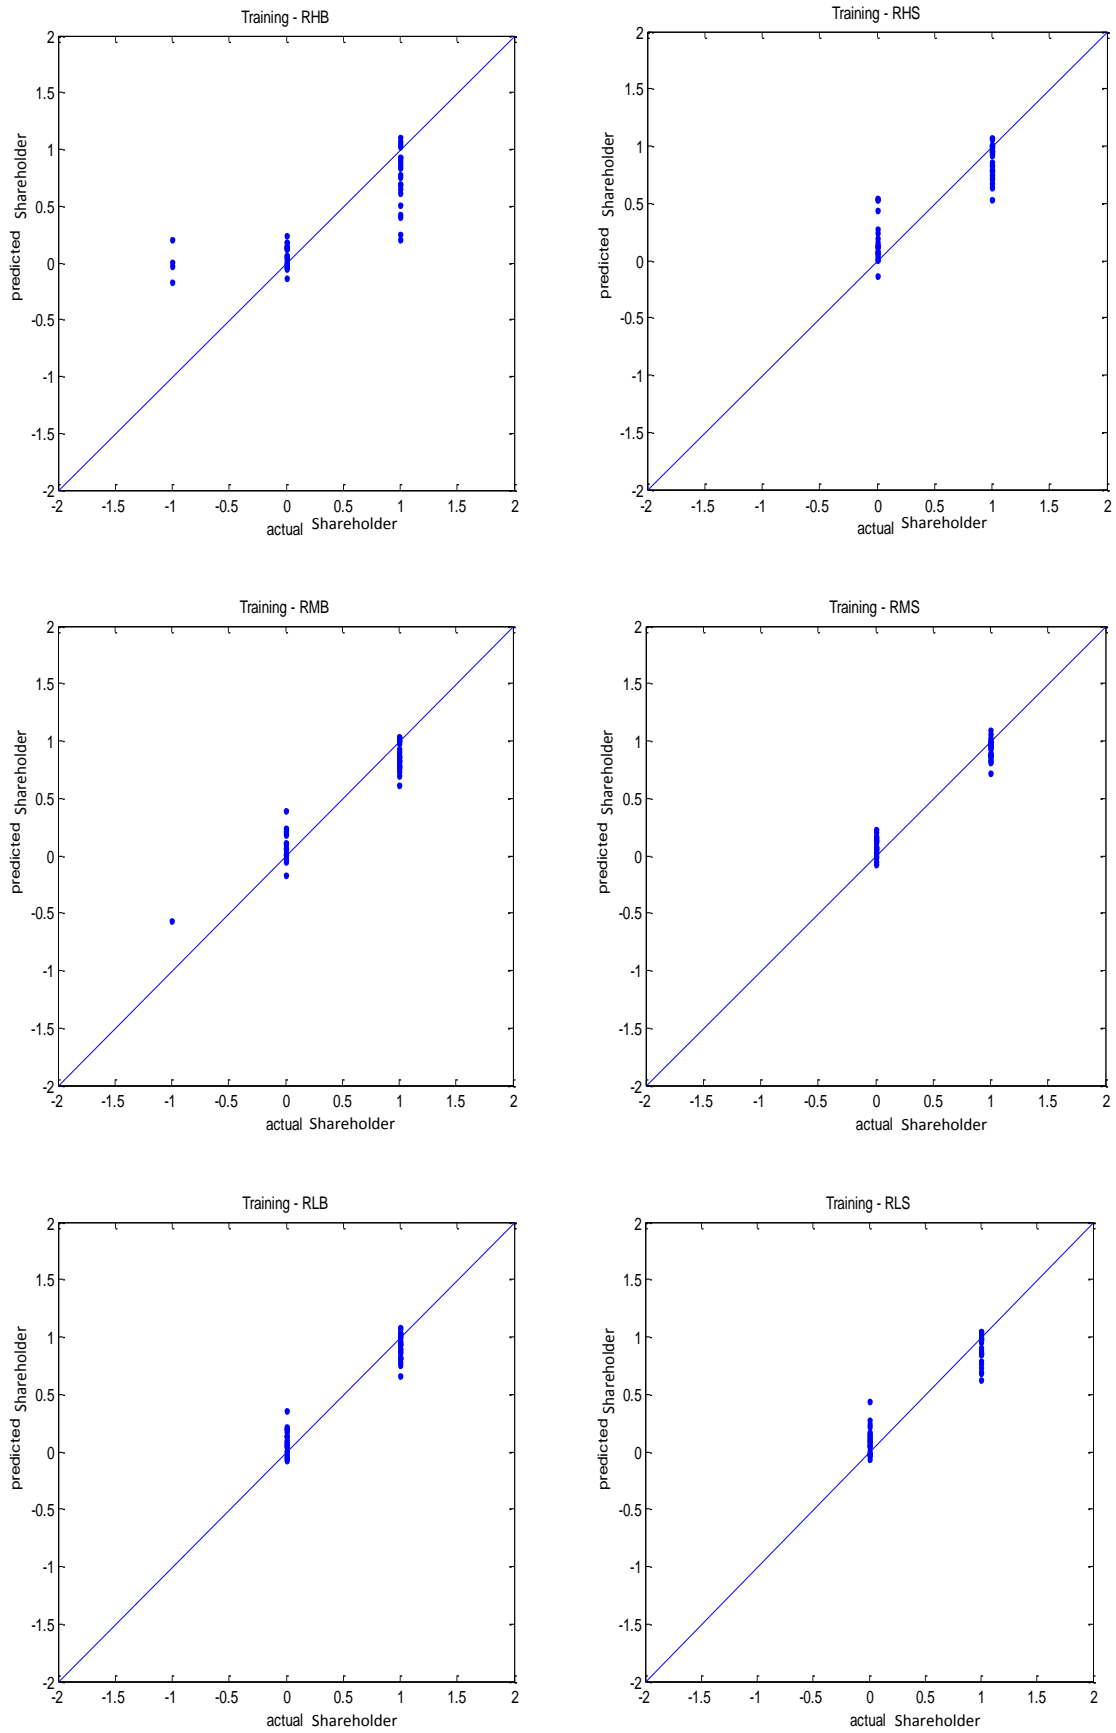 Training - RHB
2
1.5
1
0.5
0
-0.5
-1
-1.5
-2
predicted Shareholder
-2 -1.5 -1 -0.5 0 0.5 1 1.5 2
actual Shareholder
Training - RHS
2
1.5
1
0.5
0
-0.5
-1
-1.5
-2
predicted Shareholder
-2 -1.5 -1 -0.5 0 0.5 1 1.5 2
actual Shareholder
Training - RMB
2
1.5
1
0.5
0
-0.5
-1
-1.5
-2
predicted Shareholder
-2 -1.5 -1 -0.5 0 0.5 1 1.5 2
actual Shareholder
Training - RMS
2
1.5
1
0.5
0
-0.5
-1
-1.5
-2
predicted Shareholder
-2 -1.5 -1 -0.5 0 0.5 1 1.5 2
actual Shareholder
Training - RLB
2
1.5
1
0.5
0
-0.5
-1
-1.5
-2
predicted Shareholder
-2 -1.5 -1 -0.5 0 0.5 1 1.5 2
actual Shareholder
Training - RLS
2
1.5
1
0.5
0
-0.5
-1
-1.5
-2
predicted Shareholder
-2 -1.5 -1 -0.5 0 0.5 1 1.5 2
actual Shareholder